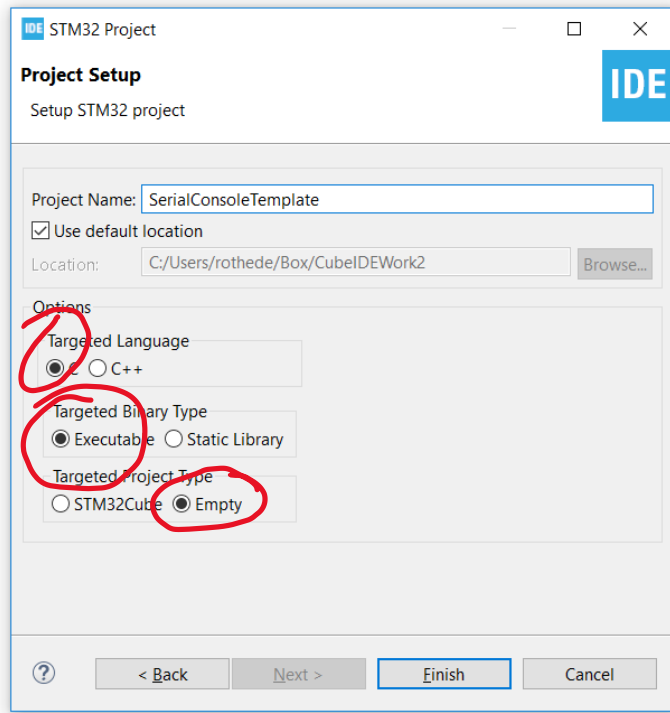 IDE STM32 Project
Project Setup
IDE
Setup STM32 project
Project Name: SerialConsoleTemplate
Use default location
Location: C:/Users/rothede/Box/CubeIDEWork2 Browse...
Options
Targeted Language
C C++
Targeted Binary Type
Executable Static Library
Targeted Project Type
STM32Cube Empty
? < Back Next > Finish Cancel